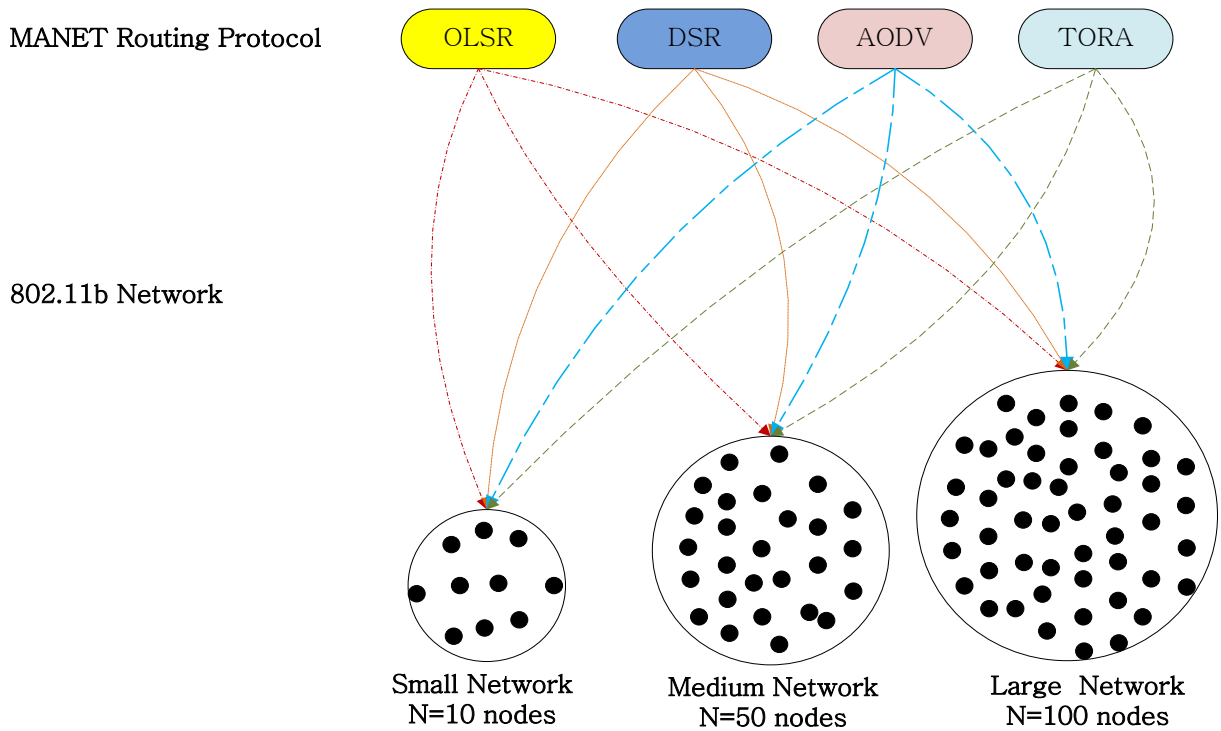 MANET Routing Protocol
OLSR
DSR
AODV
TORA
802.11b Network
Small Network
N=10 nodes
Medium Network
N=50 nodes
Large Network
N=100 nodes